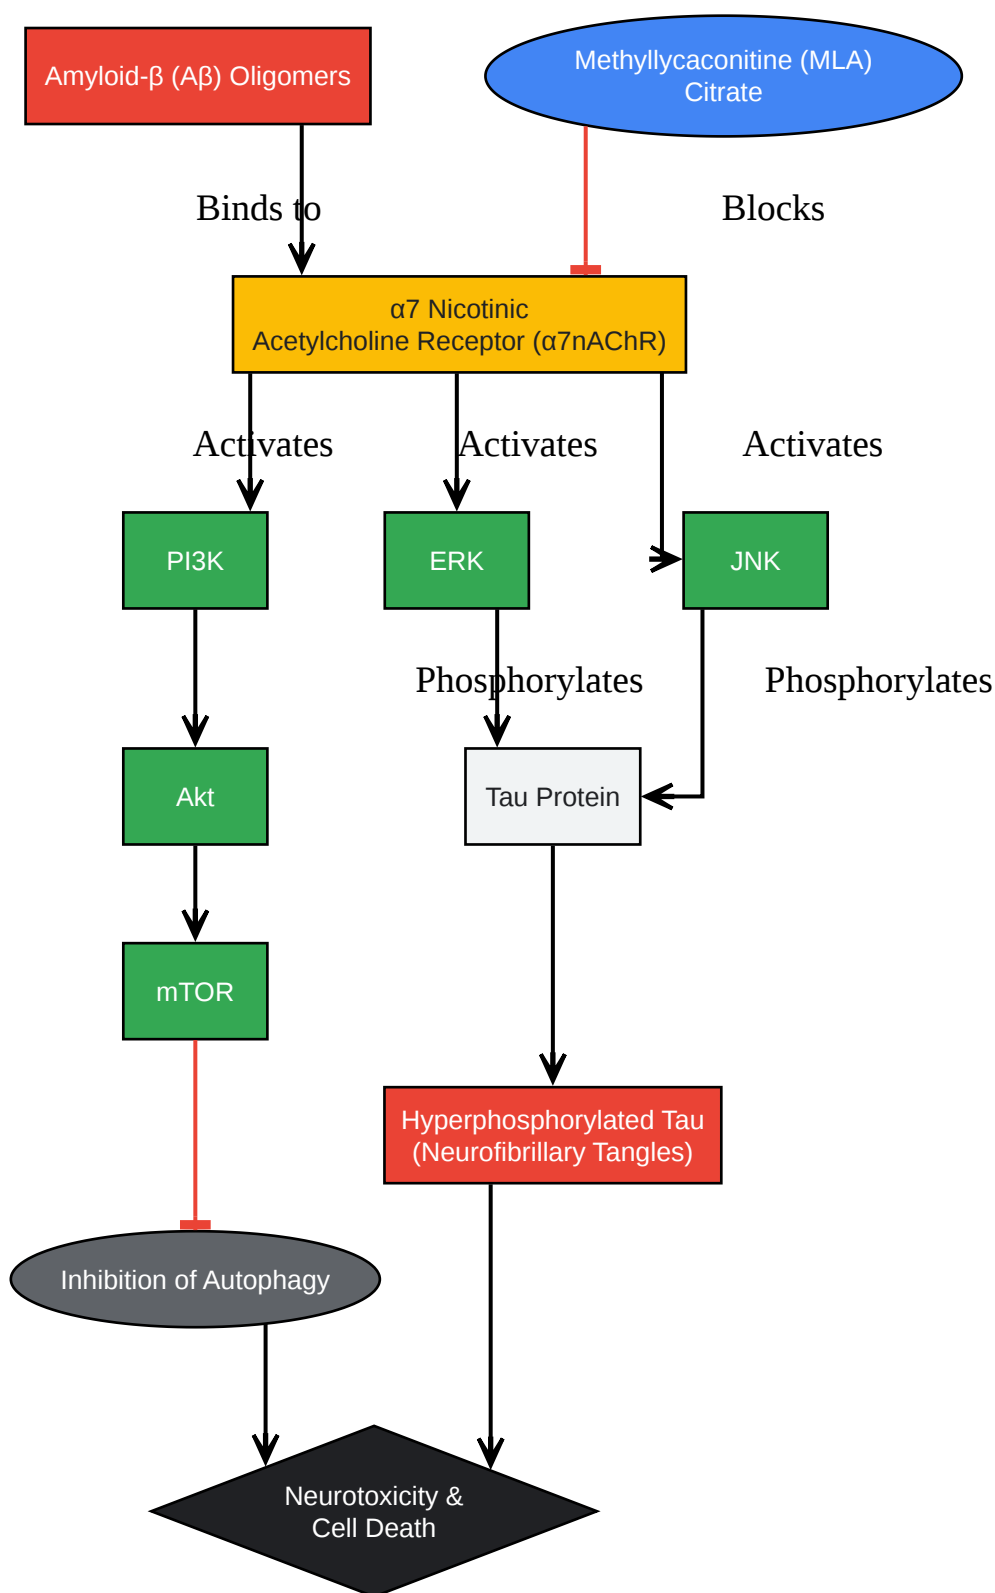 Amyloid-β (Aβ) Oligomers
Methyllycaconitine (MLA)
Citrate
Binds to
Blocks
α7 Nicotinic
Acetylcholine Receptor (α7nAChR)
Activates
Activates
Activates
PI3K
ERK
JNK
Phosphorylates
Phosphorylates
Akt
Tau Protein
mTOR
Hyperphosphorylated Tau
(Neurofibrillary Tangles)
Inhibition of Autophagy
Neurotoxicity &
Cell Death